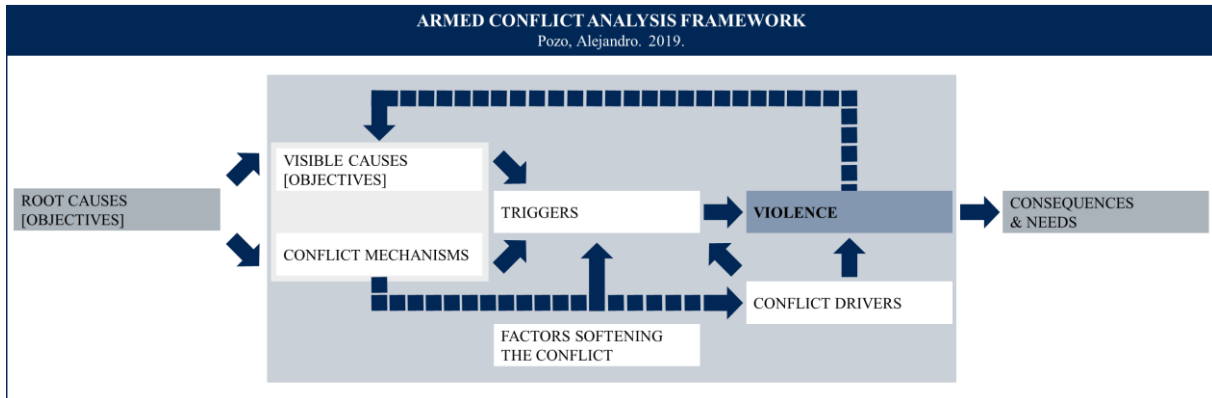 ARMED CONFLICT ANALYSIS FRAMEWORK
Pozo, Alejandro. 2019.
VISIBLE CAUSES
[OBJECTIVES]
ROOT CAUSES
[OBJECTIVES]
TRIGGERS
VIOLENCE
CONSEQUENCES
& NEEDS
CONFLICT MECHANISMS
CONFLICT DRIVERS
FACTORS SOFTENING
THE CONFLICT